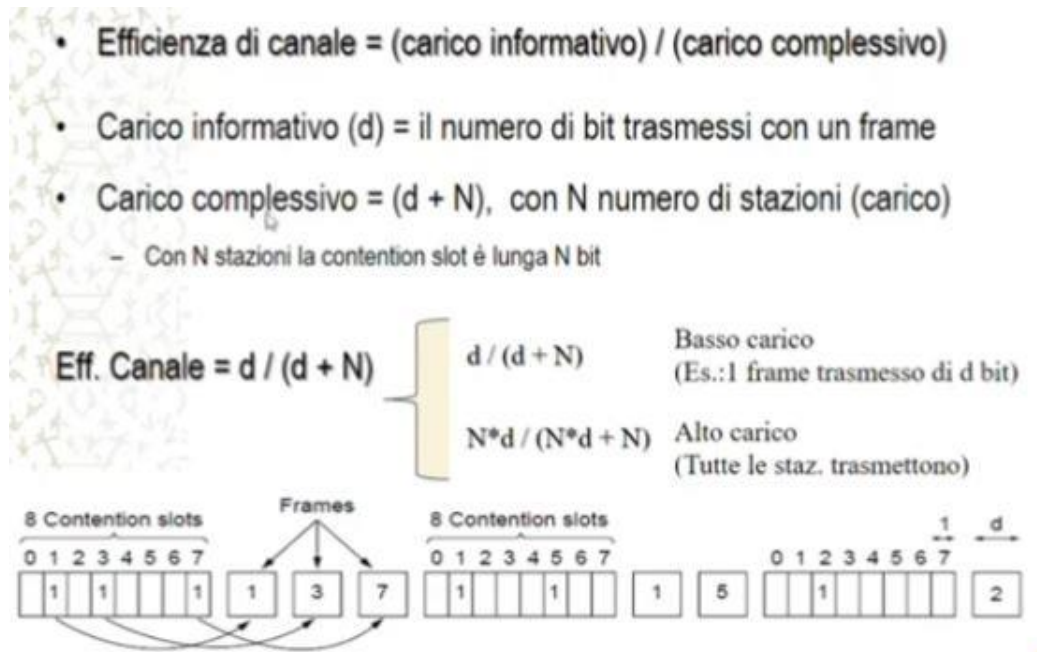 • Efficienza di canale = (carico informativo) / (carico complessivo)
• Carico informativo (d) = il numero di bit trasmessi con un frame
• Carico complessivo = (d + N), con N numero di stazioni (carico)
– Con N stazioni la contention slot è lunga N bit
Eff. Canale = d / (d + N)
d / (d + N)
Basso carico
(Es.:1 frame trasmesso di d bit)
N*d / (N*d + N)
Alto carico
(Tutte le staz. trasmettono)
Frames
8 Contention slots
8 Contention slots
1 d
0 1 2 3 4 5 6 7
0 1 2 3 4 5 6 7
0 1 2 3 4 5 6 7
1 1 1 1 3 7 1 1 1 5 1 2